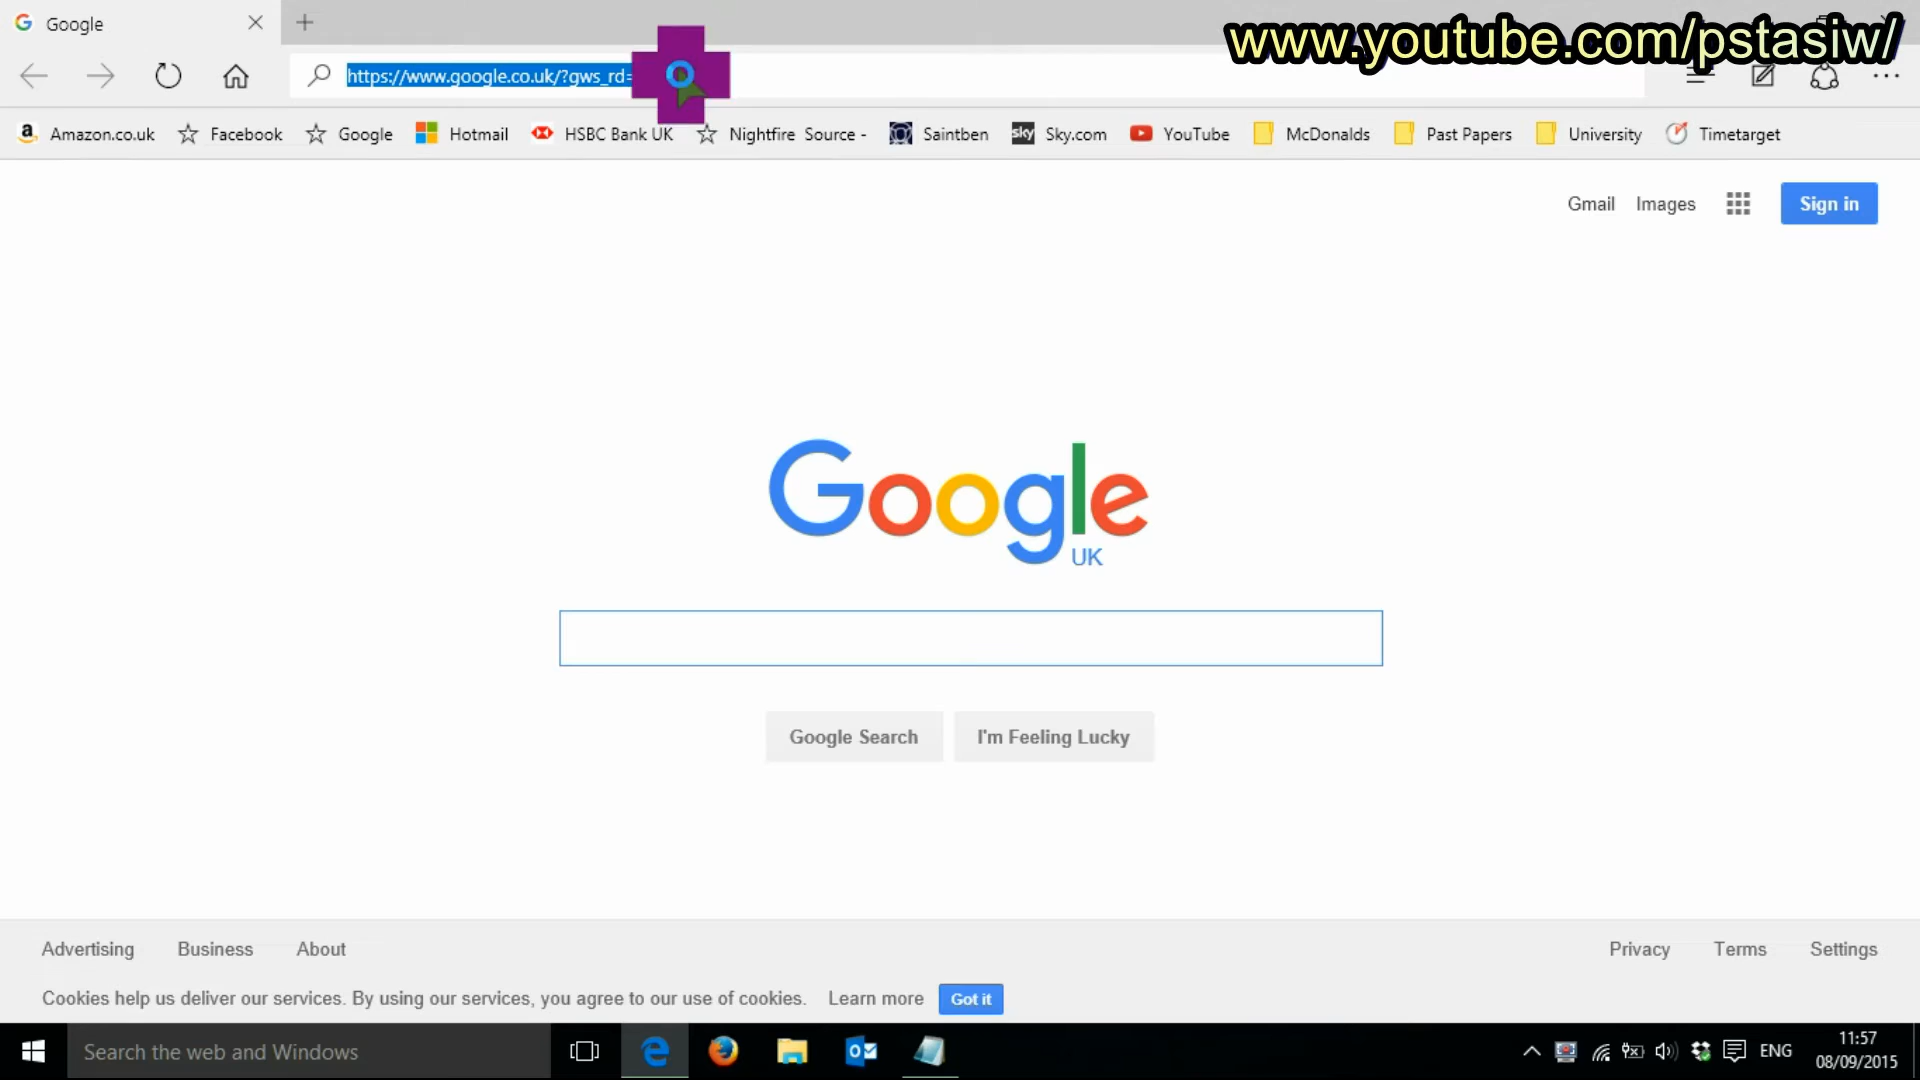 Google
www.youtube.com/pstasiw/
https://www.google.co.uk/?gws_rd=
Amazon.co.uk Facebook Google Hotmail HSBC Bank UK Nightfire Source - Saintben sky Sky.com YouTube McDonalds Past Papers University Timetarget
Gmail Images Sign in
Google
UK
Google Search I'm Feeling Lucky
Advertising Business About Privacy Terms Settings
Cookies help us deliver our services. By using our services, you agree to our use of cookies. Learn more Got it
Search the web and Windows
ENG
11:57
08/09/2015